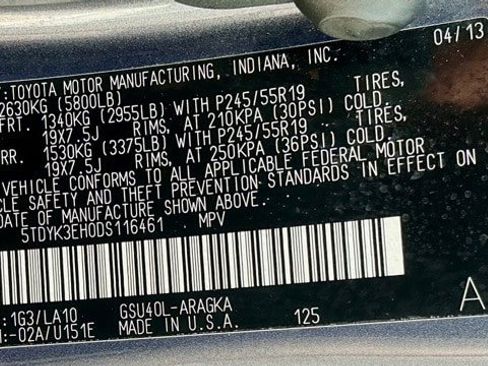 :TOYOTA MOTOR MANUFACTURING, INDIANA, INC. 04/13
2630KG (5800LB)
FRT. 1340KG (2955LB) WITH P245/55R19 TIRES,
19X7.5J RIMS, AT 210KPA (30PSI) COLD.
RR. 1530KG (3375LB) WITH P245/55R19 TIRES,
19X7.5J RIMS, AT 250KPA (36PSI) COLD.
VEHICLE CONFORMS TO ALL APPLICABLE FEDERAL MOTOR
CLE SAFETY AND THEFT PREVENTION STANDARDS IN EFFECT ON
DATE OF MANUFACTURE SHOWN ABOVE.
5TDYK3EH0DS116461 MPV
:1G3/LA10 GSU40L-ARAGKA A
:-02A/U151E MADE IN U.S.A. 125